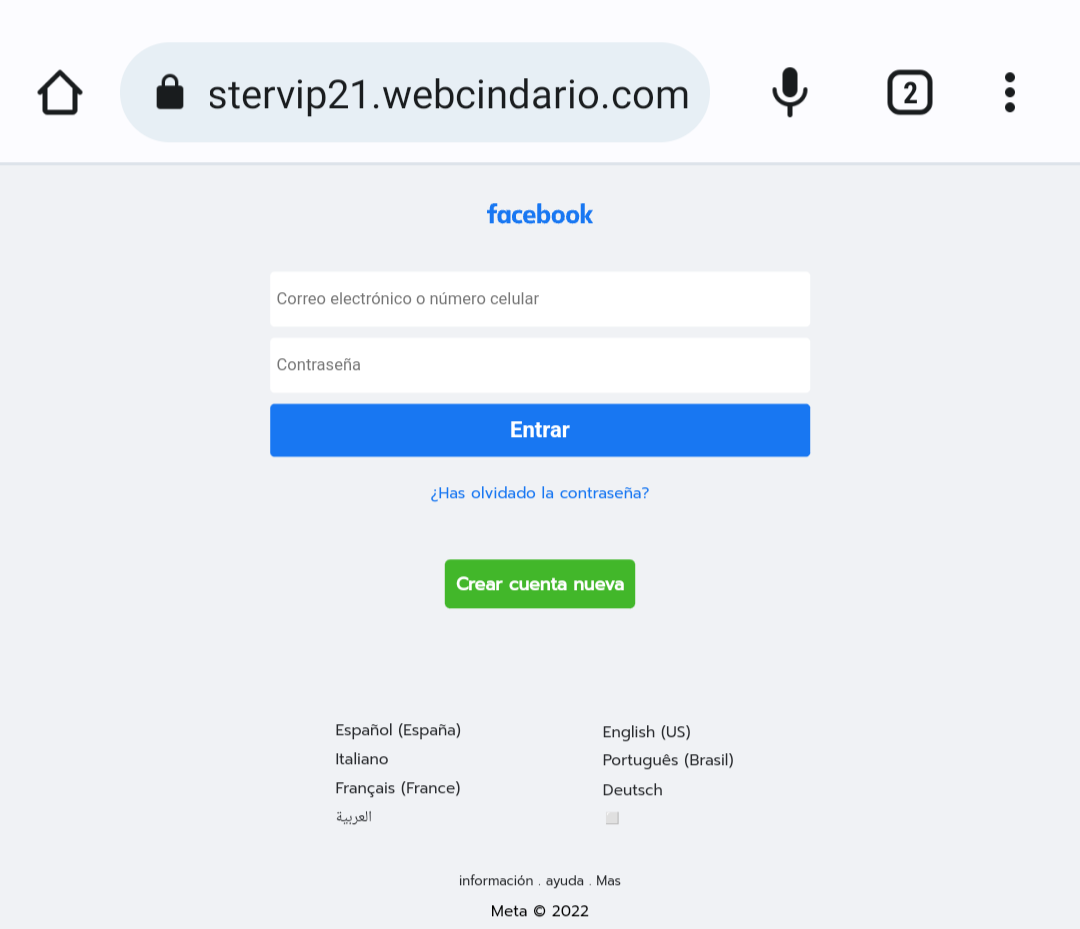 stervip21.webcindario.com
2
facebook
Correo electrónico o número celular
Contraseña
Entrar
¿Has olvidado la contraseña?
Crear cuenta nueva
Español (España)
English (US)
Italiano
Português (Brasil)
Français (France)
Deutsch
العربية
información . ayuda . Mas
Meta © 2022